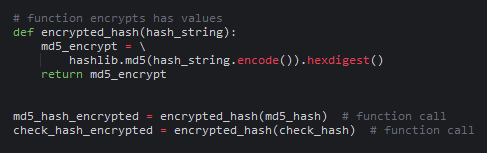 # function encrypts has values
def encrypted_hash(hash_string):
    md5_encrypt = \
        hashlib.md5(hash_string.encode()).hexdigest()
    return md5_encrypt
md5_hash_encrypted = encrypted_hash(md5_hash)  # function call
check_hash_encrypted = encrypted_hash(check_hash)  # function call